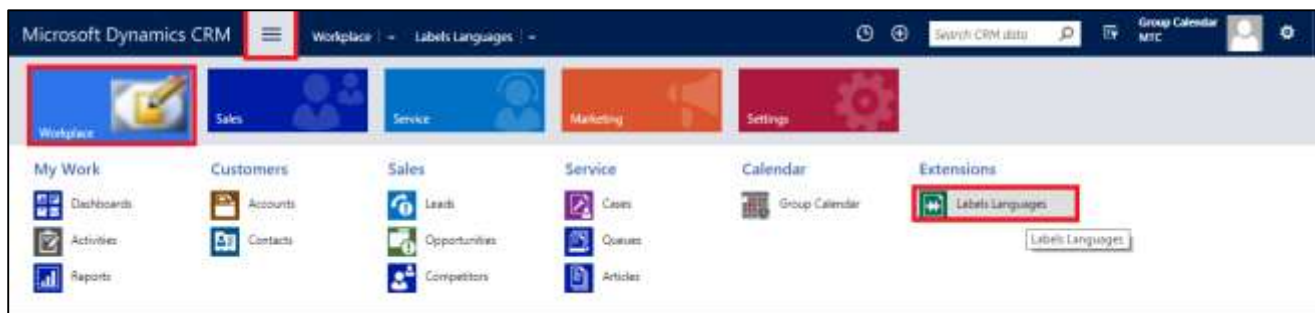 Microsoft Dynamics CRM Workplace Labels Languages Search CRM data Group Calendar
MTC
Workplace Sales Service Marketing Settings
My Work Customers Sales Service Calendar Extensions
Dashboards Accounts Leads Cases Group Calendar Labels Languages
Activities Contacts Opportunities Queues Labels Languages
Reports Competitors Articles